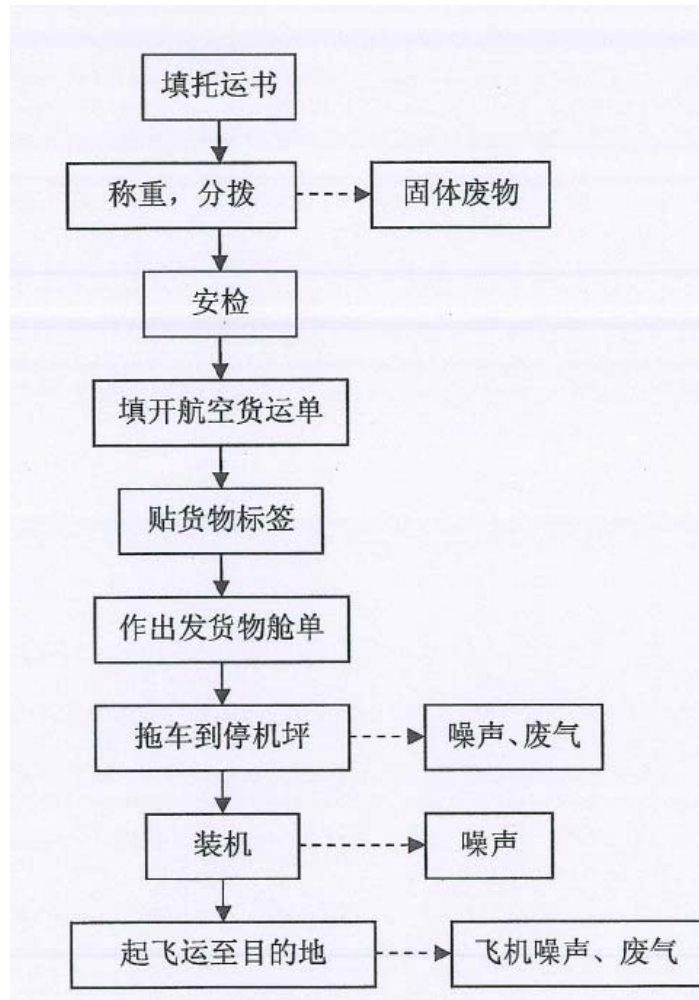 填托运书
称重，分拨
固体废物
安检
填开航空货运单
贴货物标签
作出发货物舱单
拖车到停机坪
噪声、废气
装机
噪声
起飞运至目的地
飞机噪声、废气